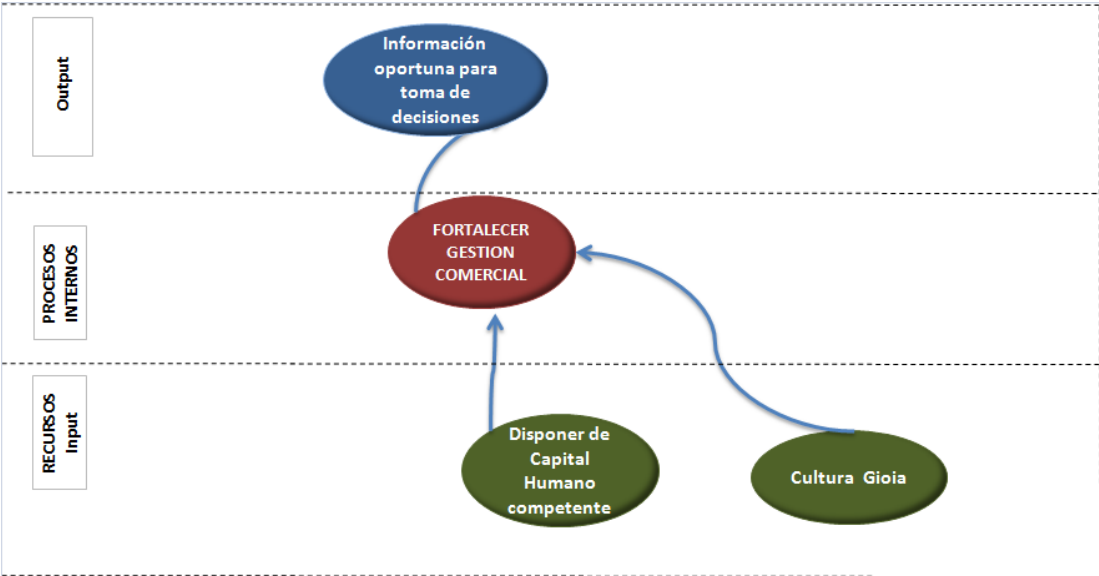 Output
Información
oportuna para
toma de
decisiones
PROCESOS
INTERNOS
FORTALECER
GESTION
COMERCIAL
RECURSOS
Input
Disponer de
Capital
Humano
competente
Cultura Gioia